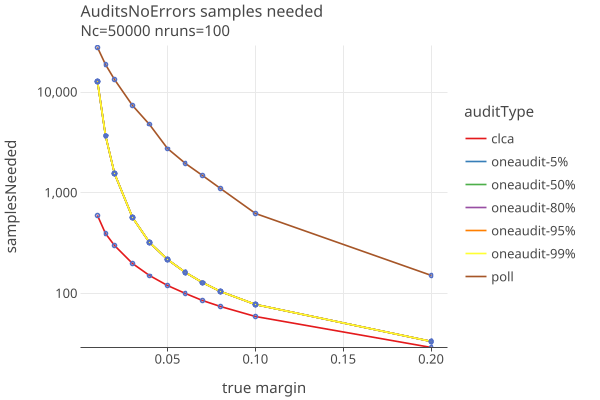 AuditsNoErrors samples needed
Nc=50000 nruns=100
samplesNeeded
10,000
1,000
100
0.05
0.10
0.15
0.20
true margin
auditType
clca
oneaudit-5%
oneaudit-50%
oneaudit-80%
oneaudit-95%
oneaudit-99%
poll